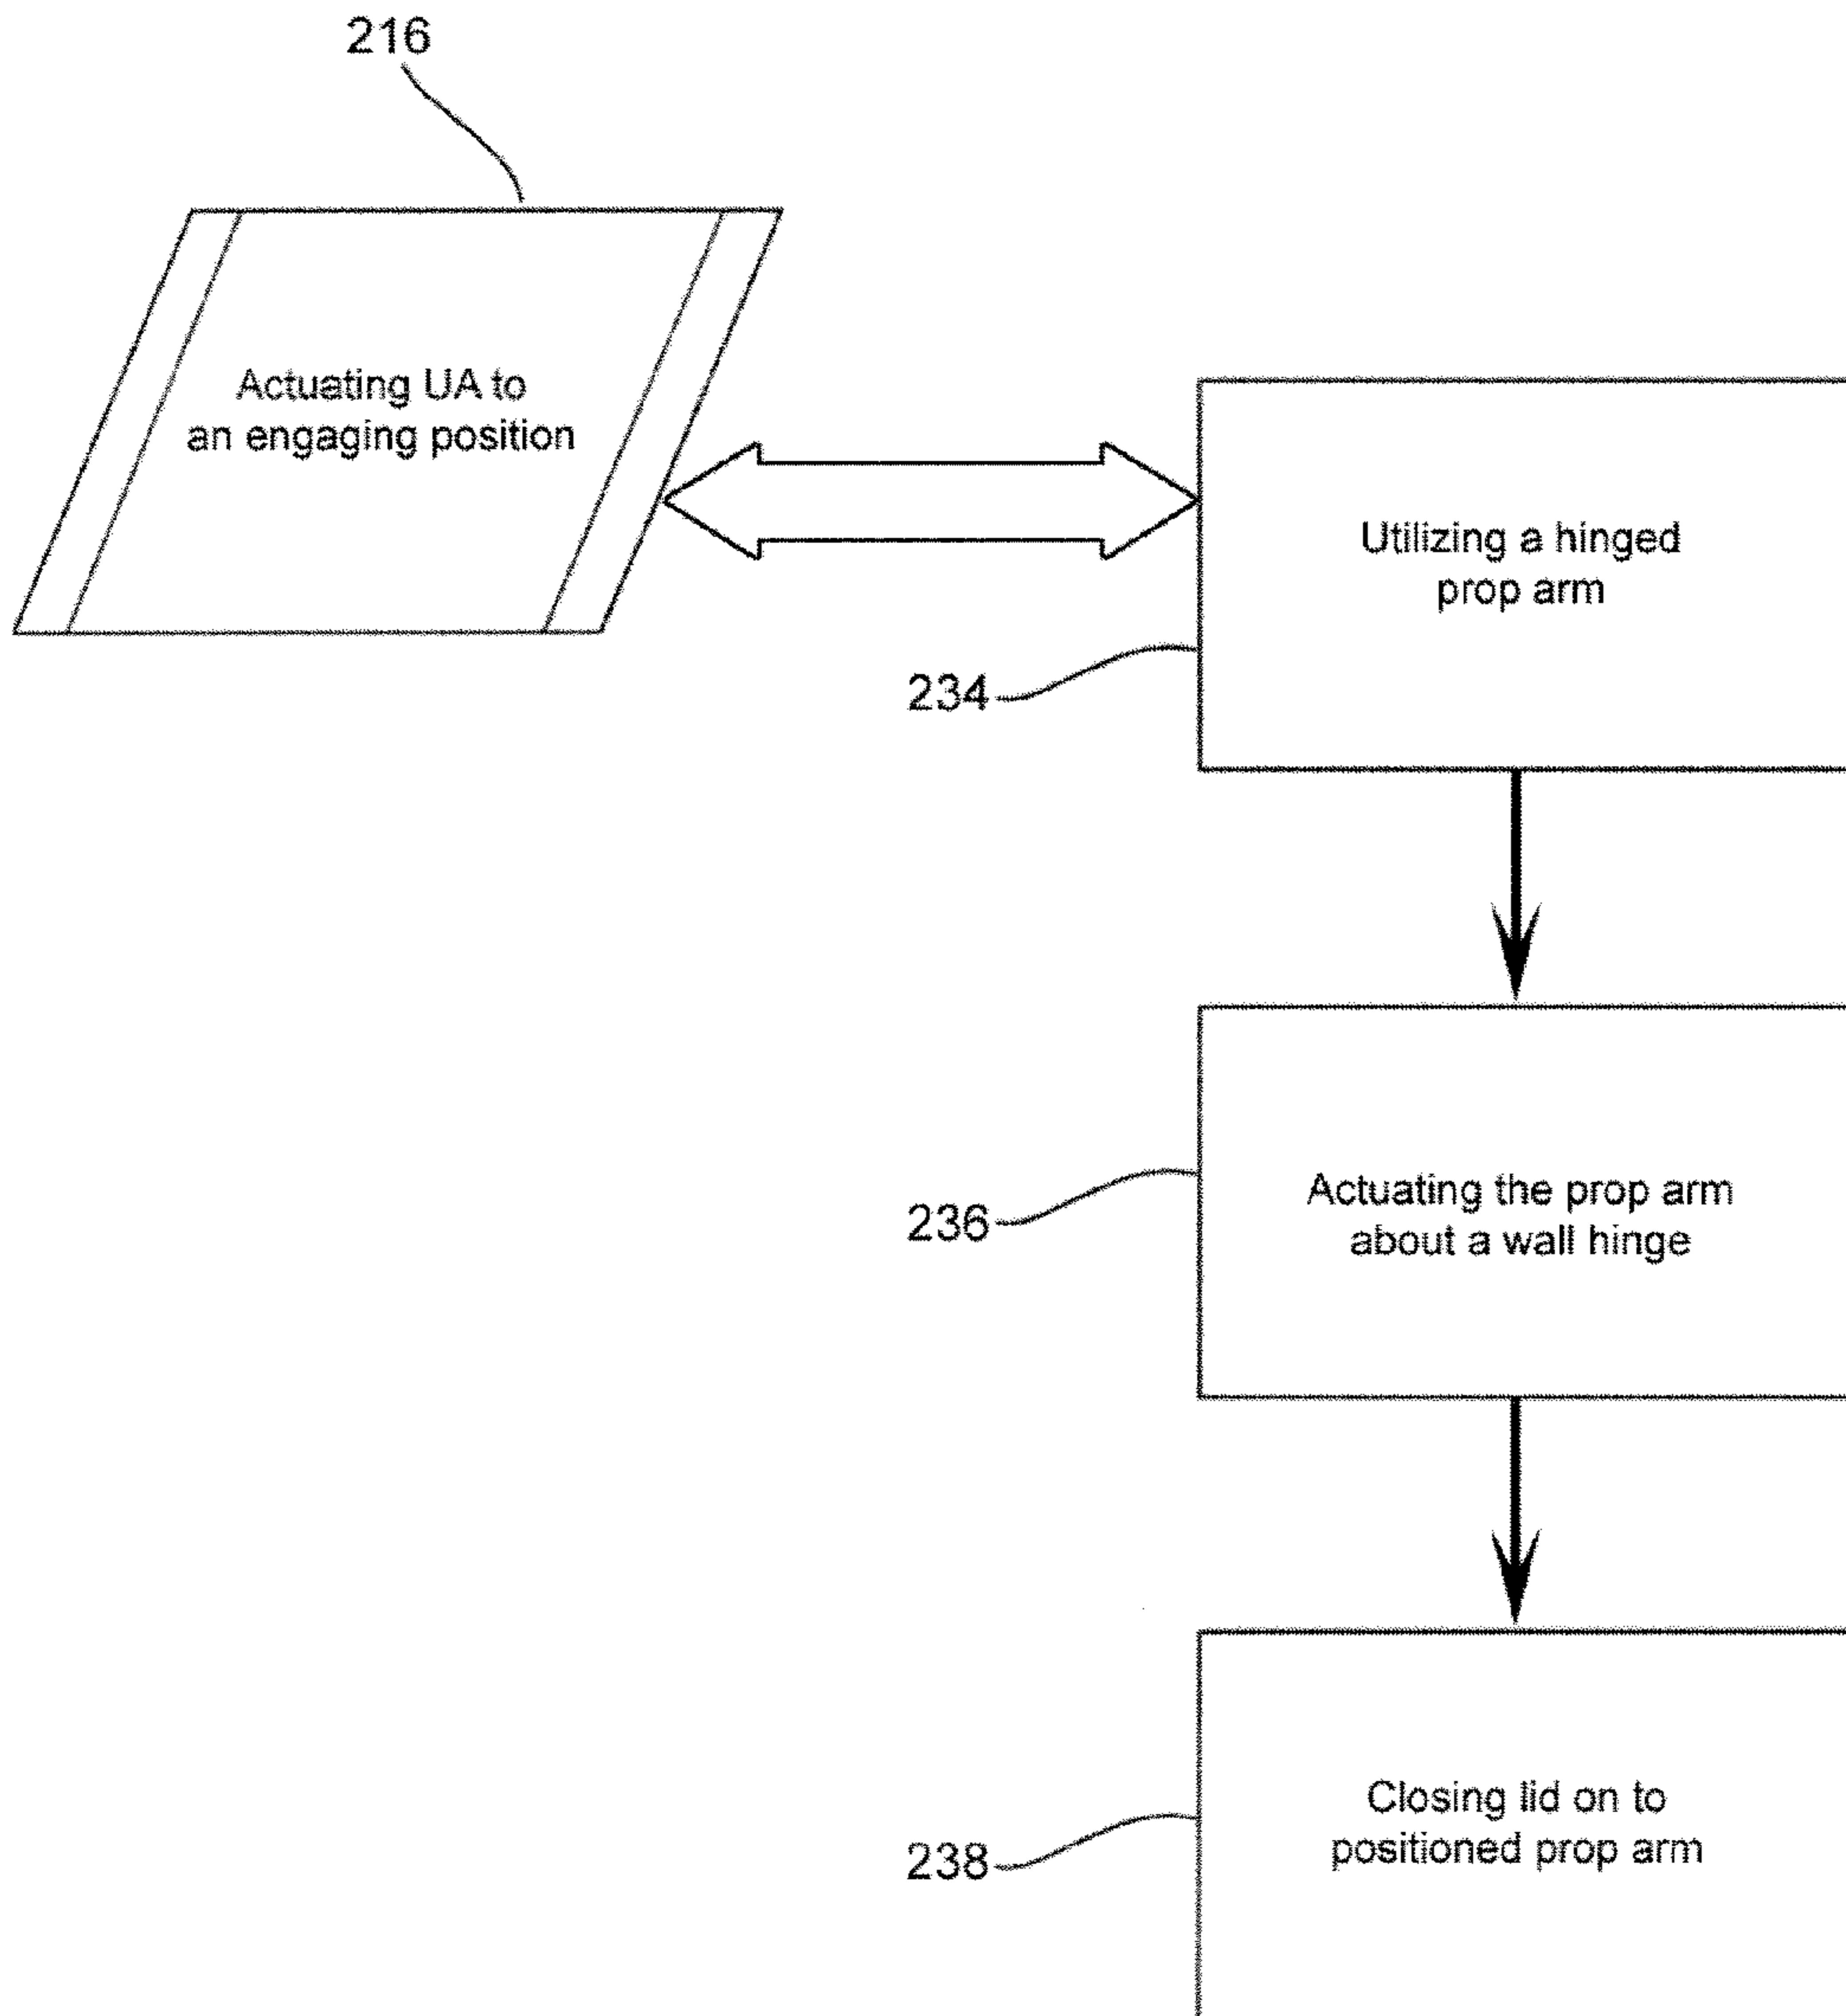 216
Actuating UA to
an engaging position
Utilizing a hinged
prop arm
234
Actuating the prop arm
about a wall hinge
236
Closing lid on to
positioned prop arm
238